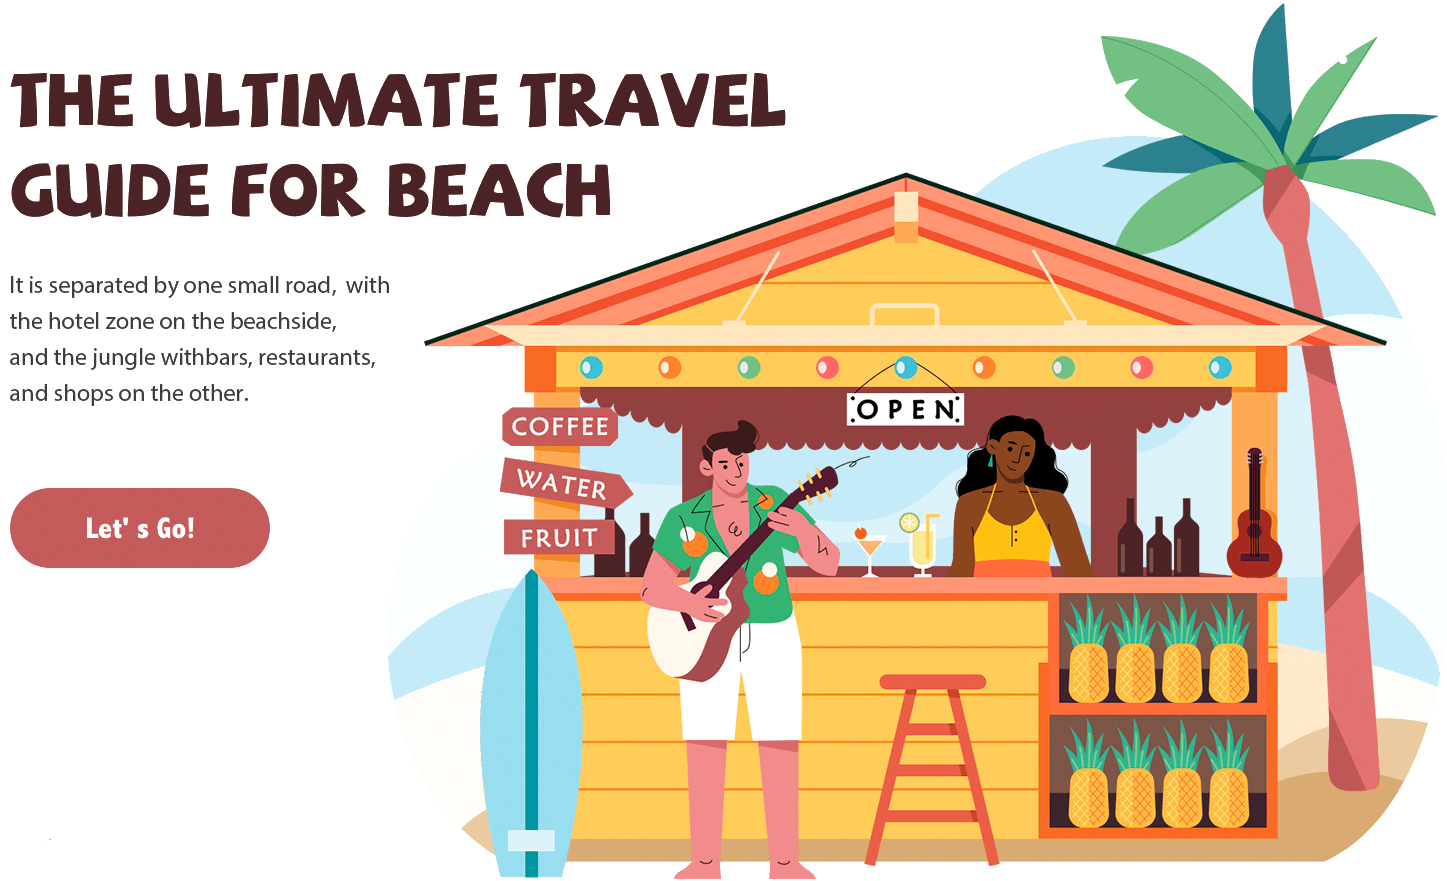 THE ULTIMATE TRAVEL
GUIDE FOR BEACH
It is separated by one small road, with
the hotel zone on the beachside,
and the jungle withbars, restaurants,
and shops on the other.
Let' s Go!
OPEN
COFFEE
WATER
FRUIT